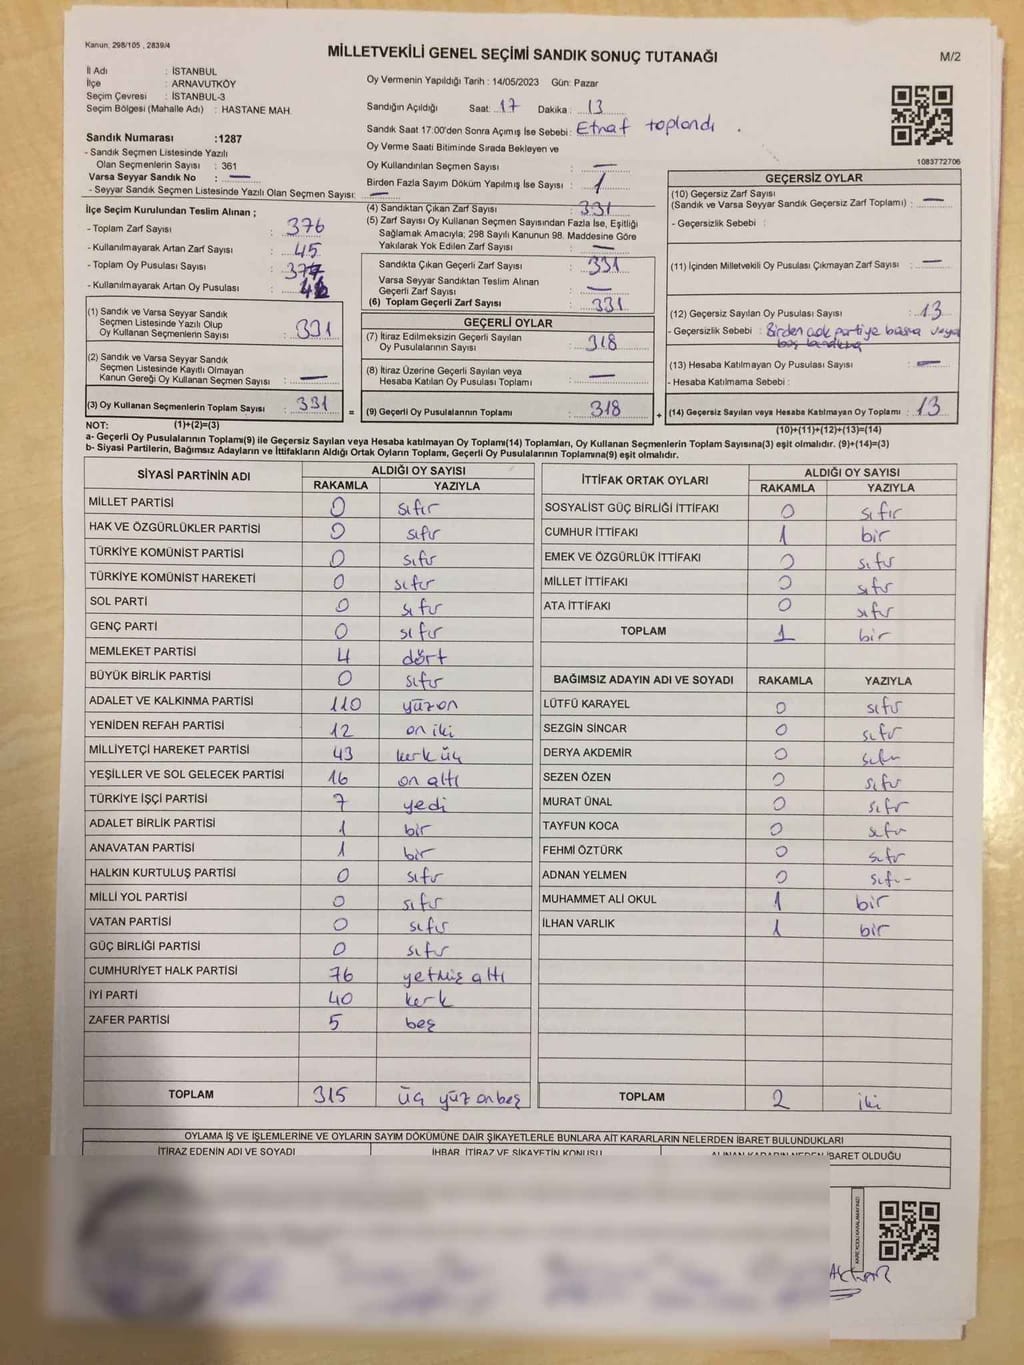 Kanun, 298/105 , 2839/4
MİLLETVEKİLİ GENEL SEÇİMİ SANDIK SONUÇ TUTANAĞI
M/2
İl Adı : İSTANBUL
İlçe : ARNAVUTKÖY
Seçim Çevresi : İSTANBUL-3
Seçim Bölgesi (Mahalle Adı) : HASTANE MAH.
Oy Vermenin Yapıldığı Tarih : 14/05/2023 Gün: Pazar
Sandığın Açıldığı Saat: 17 Dakika : 13
Sandık Saat 17:00'den Sonra Açımış İse Sebebi : Etraf toplandı .
Oy Verme Saati Bitiminde Sırada Bekleyen ve
Oy Kullandırılan Seçmen Sayısı : —
Birden Fazla Sayım Döküm Yapılmış İse Sayısı : 1
1083772706
Sandık Numarası :1287
- Sandık Seçmen Listesinde Yazılı
Olan Seçmenlerin Sayısı : 361
Varsa Seyyar Sandık No : —
- Seyyar Sandık Seçmen Listesinde Yazılı Olan Seçmen Sayısı: —
İlçe Seçim Kurulundan Teslim Alınan ;
- Toplam Zarf Sayısı : 376
- Kullanılmayarak Artan Zarf Sayısı : 45
- Toplam Oy Pusulası Sayısı :
- Kullanılmayarak Artan Oy Pusulası :
(1) Sandık ve Varsa Seyyar Sandık
Seçmen Listesinde Yazılı Olup
Oy Kullanan Seçmenlerin Sayısı : 331
(2) Sandık ve Varsa Seyyar Sandık
Seçmen Listesinde Kayıtlı Olmayan
Kanun Gereği Oy Kullanan Seçmen Sayısı : —
(3) Oy Kullanan Seçmenlerin Toplam Sayısı : 331
(1)+(2)=(3)
(4) Sandıktan Çıkan Zarf Sayısı : 331
(5) Zarf Sayısı Oy Kullanan Seçmen Sayısından Fazla İse, Eşitliği
Sağlamak Amacıyla; 298 Sayılı Kanunun 98. Maddesine Göre
Yakılarak Yok Edilen Zarf Sayısı : —
Sandıkta Çıkan Geçerli Zarf Sayısı : 331
Varsa Seyyar Sandıktan Teslim Alınan
Geçerli Zarf Sayısı : —
(6) Toplam Geçerli Zarf Sayısı : 331
GEÇERLİ OYLAR
(7) İtiraz Edilmeksizin Geçerli Sayılan
Oy Pusulalarının Sayısı : 318
(8) İtiraz Üzerine Geçerli Sayılan veya
Hesaba Katılan Oy Pusulası Toplamı : —
= (9) Geçerli Oy Pusulalarının Toplamı : 318 +
GEÇERSİZ OYLAR
(10) Geçersiz Zarf Sayısı
(Sandık ve Varsa Seyyar Sandık Geçersiz Zarf Toplamı) : —
- Geçersizlik Sebebi :
(11) İçinden Milletvekili Oy Pusulası Çıkmayan Zarf Sayısı : —
(12) Geçersiz Sayılan Oy Pusulası Sayısı : 13
- Geçersizlik Sebebi : Birden çok partiye basma veya
(13) Hesaba Katılmayan Oy Pusulası Sayısı : —
- Hesaba Katılmama Sebebi :
(14) Geçersiz Sayılan veya Hesaba Katılmayan Oy Toplamı : 13
(10)+(11)+(12)+(13)=(14)
NOT:
a- Geçerli Oy Pusulalarının Toplamı(9) ile Geçersiz Sayılan veya Hesaba katılmayan Oy Toplamı(14) Toplamları, Oy Kullanan Seçmenlerin Toplam Sayısına(3) eşit olmalıdır. (9)+(14)=(3)
b- Siyasi Partilerin, Bağımsız Adayların ve İttifakların Aldığı Ortak Oyların Toplamı, Geçerli Oy Pusulalarının Toplamına(9) eşit olmalıdır.
SİYASİ PARTİNİN ADI ALDIĞI OY SAYISI
RAKAMLA YAZIYLA
MİLLET PARTİSİ 0 sıfır
HAK VE ÖZGÜRLÜKLER PARTİSİ 0 sıfır
TÜRKİYE KOMÜNİST PARTİSİ 0 sıfır
TÜRKİYE KOMÜNİST HAREKETİ 0 sıfır
SOL PARTİ 0 sıfır
GENÇ PARTİ 0 sıfır
MEMLEKET PARTİSİ 4 dört
BÜYÜK BİRLİK PARTİSİ 0 sıfır
ADALET VE KALKINMA PARTİSİ 110 yüzon
YENİDEN REFAH PARTİSİ 12 on iki
MİLLİYETÇİ HAREKET PARTİSİ 43 kerk üç
YEŞİLLER VE SOL GELECEK PARTİSİ 16 on altı
TÜRKİYE İŞÇİ PARTİSİ 7 yedi
ADALET BİRLİK PARTİSİ 1 bir
ANAVATAN PARTİSİ 1 bir
HALKIN KURTULUŞ PARTİSİ 0 sıfır
MİLLİ YOL PARTİSİ 0 sıfır
VATAN PARTİSİ 0 sıfır
GÜÇ BİRLİĞİ PARTİSİ 0 sıfır
CUMHURİYET HALK PARTİSİ 76 yetmiş altı
İYİ PARTİ 40 kerk
ZAFER PARTİSİ 5 beş
TOPLAM 315 üç yüz onbeş
İTTİFAK ORTAK OYLARI ALDIĞI OY SAYISI
RAKAMLA YAZIYLA
SOSYALİST GÜÇ BİRLİĞİ İTTİFAKI 0 sıfır
CUMHUR İTTİFAKI 1 bir
EMEK VE ÖZGÜRLÜK İTTİFAKI 0 sıfır
MİLLET İTTİFAKI 0 sıfır
ATA İTTİFAKI 0 sıfır
TOPLAM 1 bir
BAĞIMSIZ ADAYIN ADI VE SOYADI RAKAMLA YAZIYLA
LÜTFÜ KARAYEL 0 sıfır
SEZGİN SİNCAR 0 sıfır
DERYA AKDEMİR 0 sıfır
SEZEN ÖZEN 0 sıfır
MURAT ÜNAL 0 sıfır
TAYFUN KOCA 0 sıfır
FEHMİ ÖZTÜRK 0 sıfır
ADNAN YELMEN 0 sıfır
MUHAMMET ALİ OKUL 1 bir
İLHAN VARLIK 1 bir
TOPLAM 2 iki
OYLAMA İŞ VE İŞLEMLERİNE VE OYLARIN SAYIM DÖKÜMÜNE DAİR ŞİKAYETLERLE BUNLARA AİT KARARLARIN NELERDEN İBARET BULUNDUKLARI
İTİRAZ EDENİN ADI VE SOYADI İHBAR, İTİRAZ VE ŞİKAYETİN KONUSU ALINAN KARARIN NEDEN İBARET OLDUĞU
KARE KODU KARALAMAYINIZ!